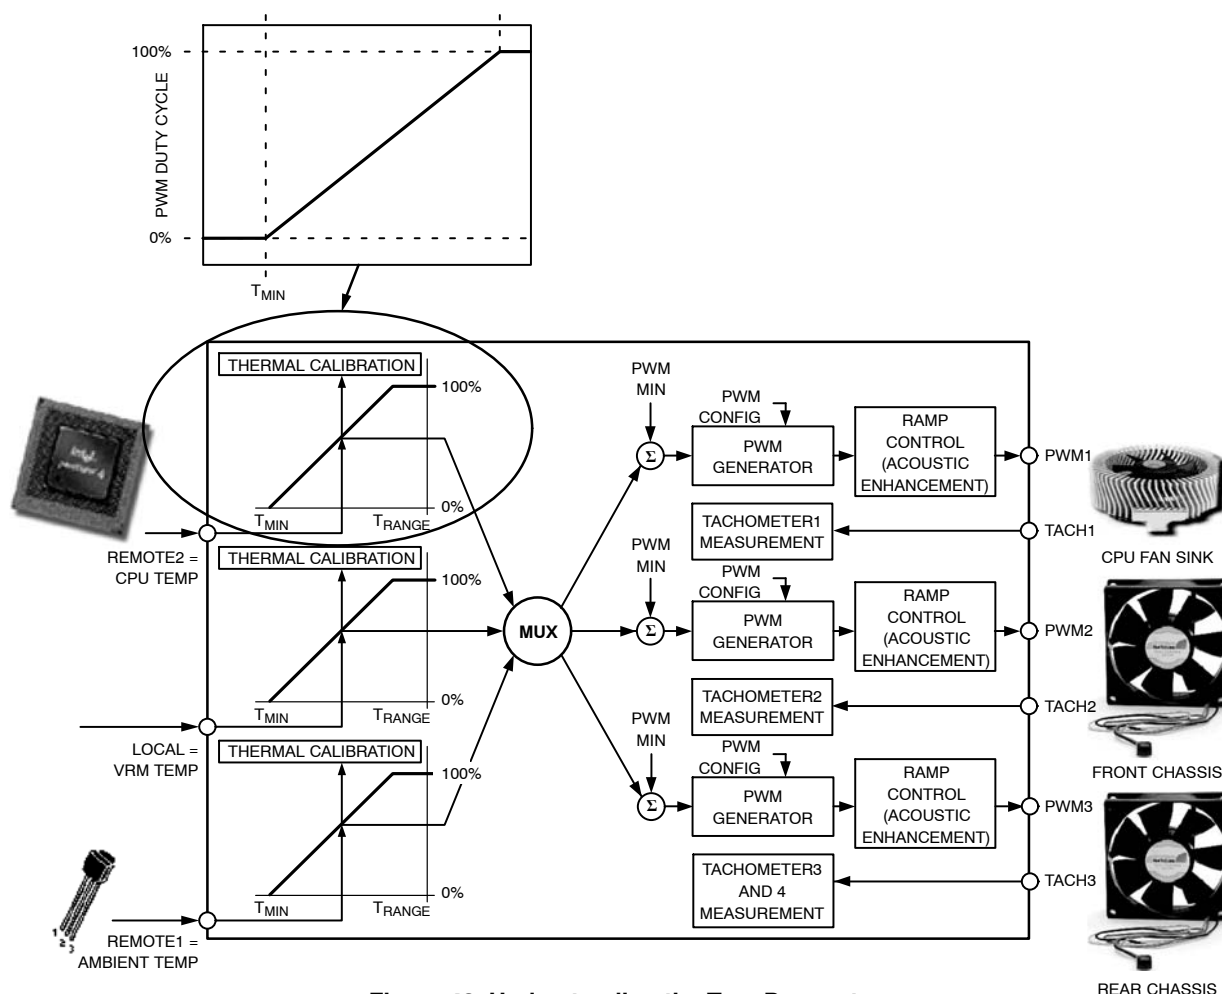 100%
PWM DUTY CYCLE
0%
TMIN
THERMAL CALIBRATION
100%
0%
TMIN
TRANGE
REMOTE2 =
CPU TEMP
THERMAL CALIBRATION
100%
0%
TMIN
TRANGE
LOCAL =
VRM TEMP
THERMAL CALIBRATION
100%
0%
TMIN
TRANGE
1
2
3
REMOTE1 =
AMBIENT TEMP
MUX
PWM
MIN
Σ
PWM
CONFIG
PWM
GENERATOR
RAMP
CONTROL
(ACOUSTIC
ENHANCEMENT)
PWM1
TACHOMETER1
MEASUREMENT
TACH1
CPU FAN SINK
PWM
MIN
Σ
PWM
CONFIG
PWM
GENERATOR
RAMP
CONTROL
(ACOUSTIC
ENHANCEMENT)
PWM2
TACHOMETER2
MEASUREMENT
TACH2
FRONT CHASSIS
PWM
MIN
Σ
PWM
CONFIG
PWM
GENERATOR
RAMP
CONTROL
(ACOUSTIC
ENHANCEMENT)
PWM3
TACHOMETER3
AND 4
MEASUREMENT
TACH3
REAR CHASSIS